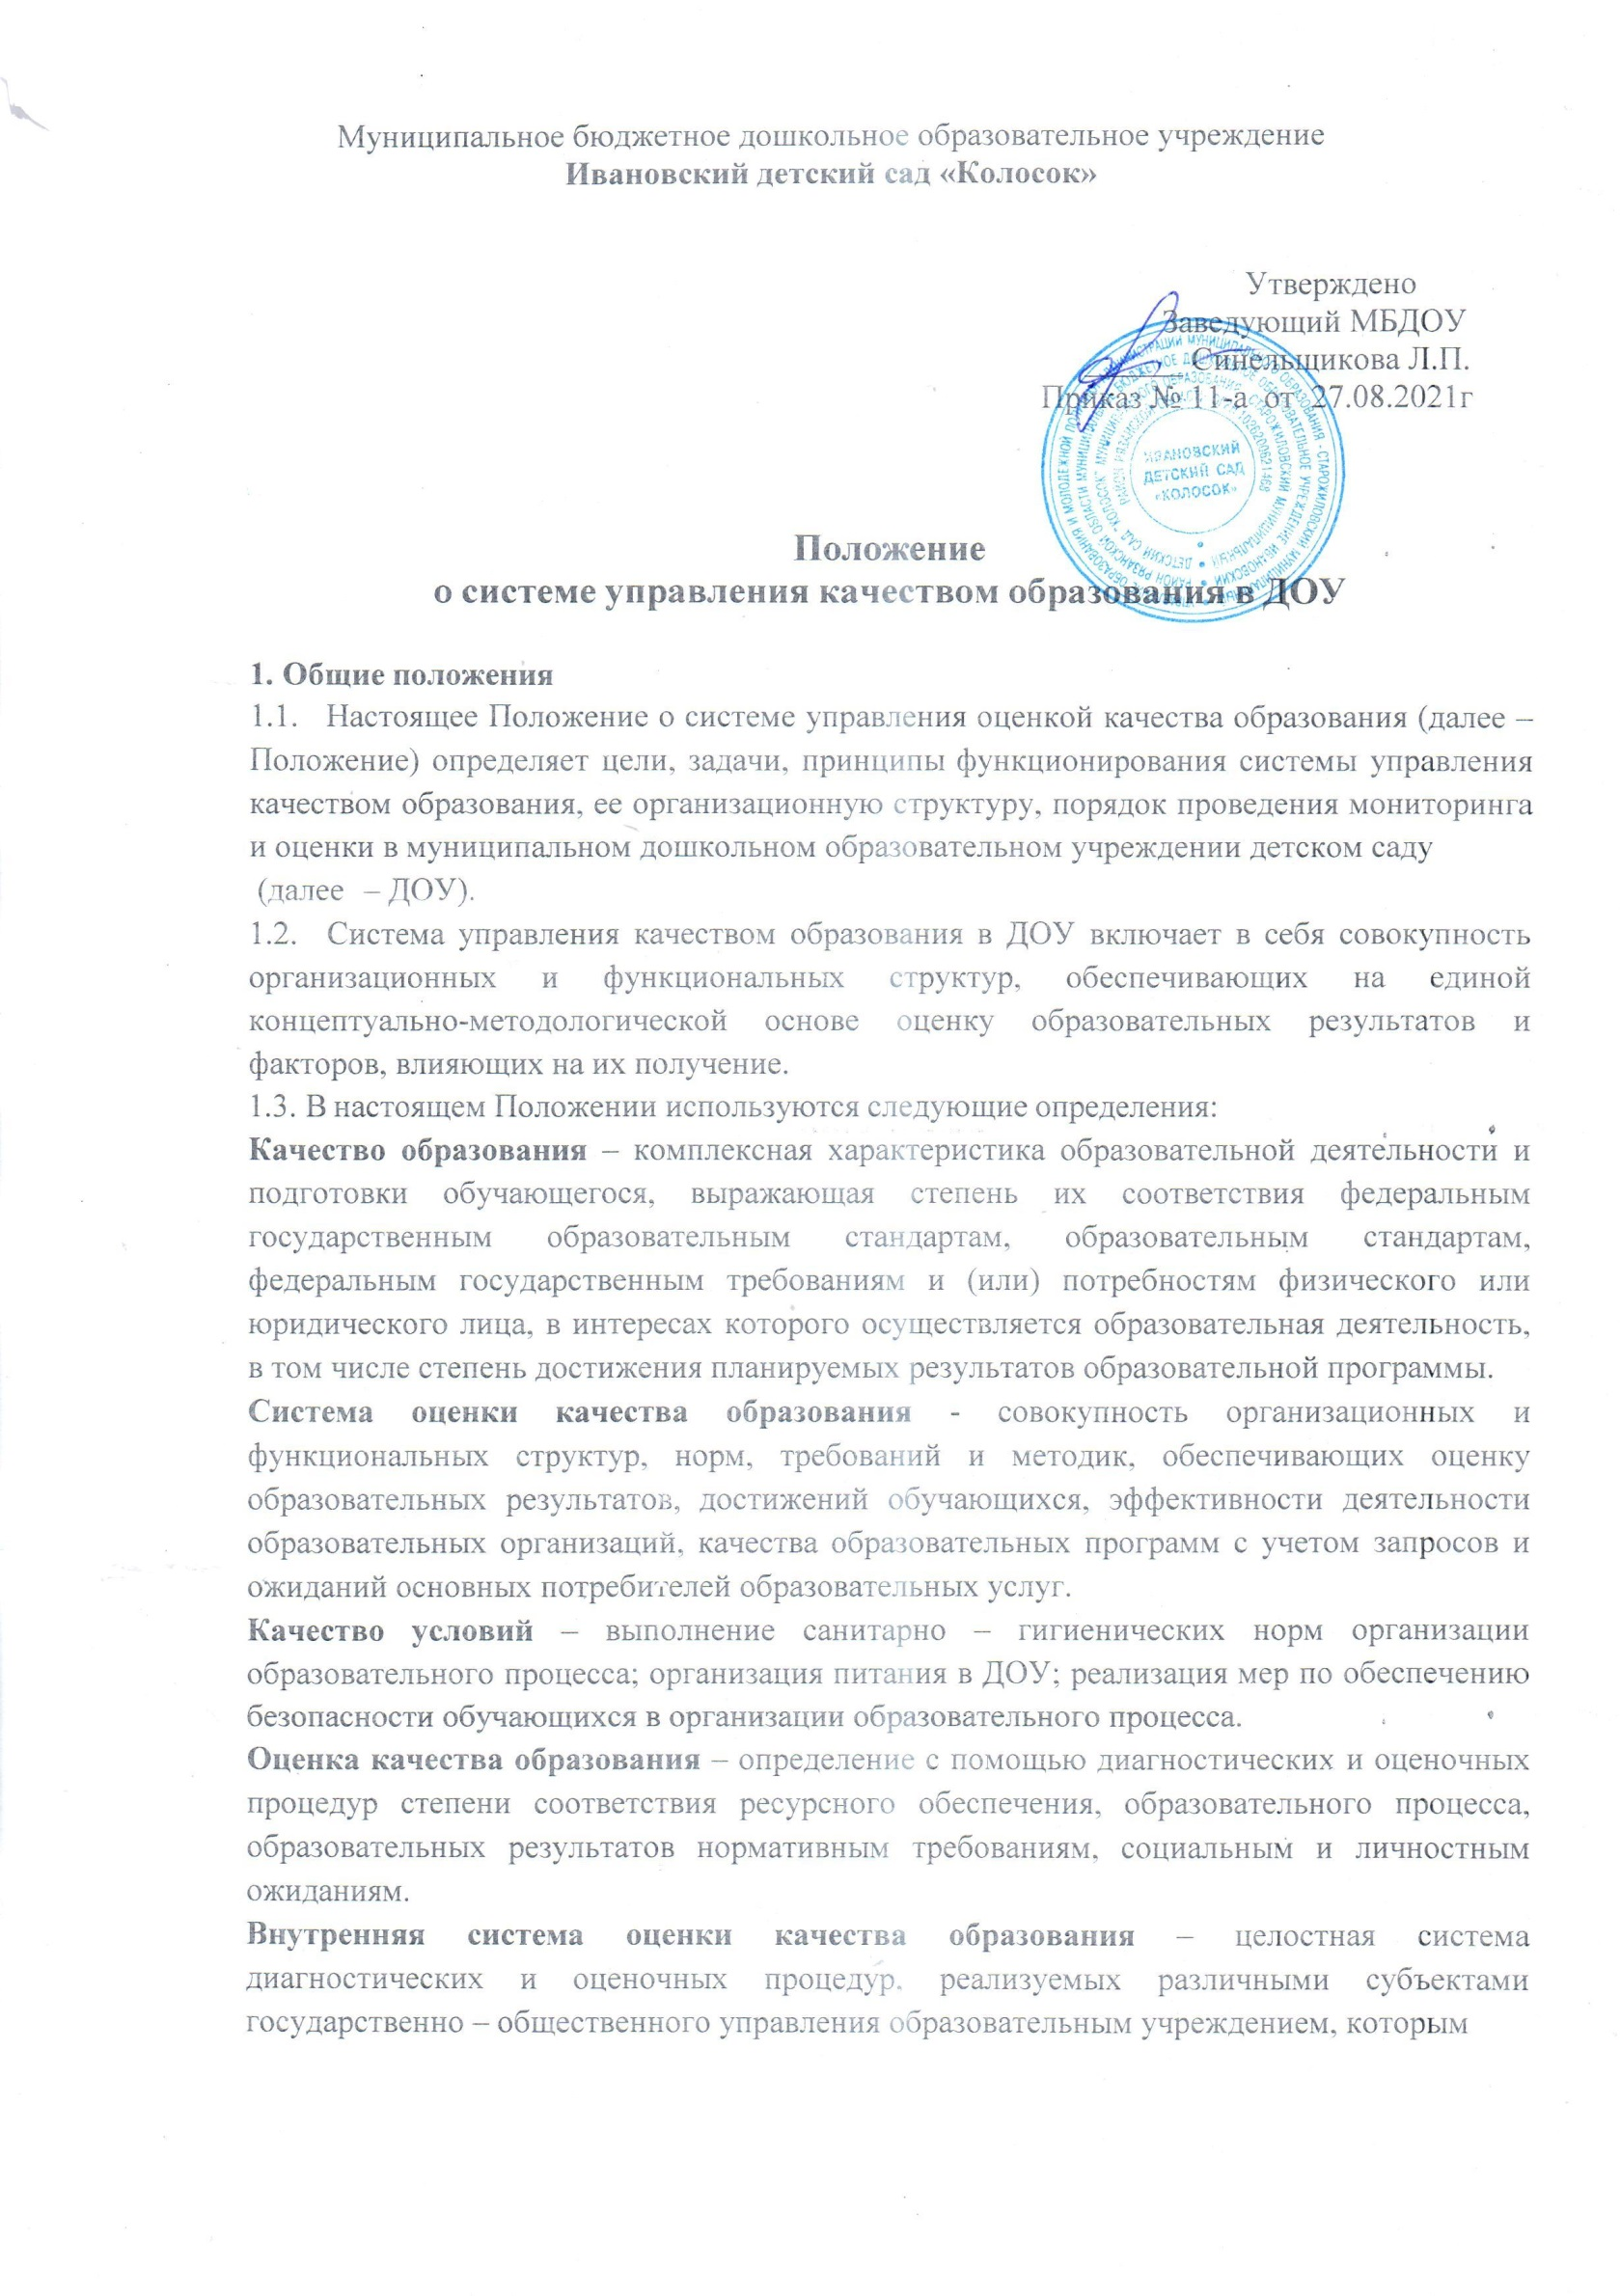 Муниципальное бюджетное дошкольное образовательное учреждение
Ивановский детский сад «Колосок»
Утверждено
Заведующий МБДОУ
Синельщикова Л.П.
Приказ № 11-а от 27.08.2021г
ИВАНОВСКИЙ
ДЕТСКИЙ САД
«КОЛОСОК»
Положение
о системе управления качеством образования в ДОУ
1. Общие положения
1.1. Настоящее Положение о системе управления оценкой качества образования (далее –
Положение) определяет цели, задачи, принципы функционирования системы управления
качеством образования, ее организационную структуру, порядок проведения мониторинга
и оценки в муниципальном дошкольном образовательном учреждении детском саду
(далее – ДОУ).
1.2. Система управления качеством образования в ДОУ включает в себя совокупность
организационных и функциональных структур, обеспечивающих на единой
концептуально-методологической основе оценку образовательных результатов и
факторов, влияющих на их получение.
1.3. В настоящем Положении используются следующие определения:
Качество образования – комплексная характеристика образовательной деятельности и
подготовки обучающегося, выражающая степень их соответствия федеральным
государственным образовательным стандартам, образовательным стандартам,
федеральным государственным требованиям и (или) потребностям физического или
юридического лица, в интересах которого осуществляется образовательная деятельность,
в том числе степень достижения планируемых результатов образовательной программы.
Система оценки качества образования - совокупность организационных и
функциональных структур, норм, требований и методик, обеспечивающих оценку
образовательных результатов, достижений обучающихся, эффективности деятельности
образовательных организаций, качества образовательных программ с учетом запросов и
ожиданий основных потребителей образовательных услуг.
Качество условий – выполнение санитарно – гигиенических норм организации
образовательного процесса; организация питания в ДОУ; реализация мер по обеспечению
безопасности обучающихся в организации образовательного процесса.
Оценка качества образования – определение с помощью диагностических и оценочных
процедур степени соответствия ресурсного обеспечения, образовательного процесса,
образовательных результатов нормативным требованиям, социальным и личностным
ожиданиям.
Внутренняя система оценки качества образования – целостная система
диагностических и оценочных процедур, реализуемых различными субъектами
государственно – общественного управления образовательным учреждением, которым